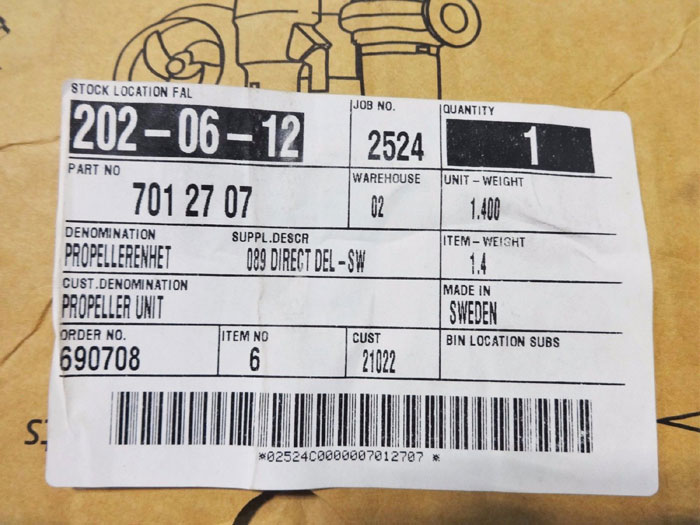 STOCK LOCATION FAL JOB NO. QUANTITY
202-06-12 2524 1
PART NO WAREHOUSE UNIT-WEIGHT
701 27 07 02 1.400
DENOMINATION SUPPL.DESCR ITEM-WEIGHT
PROPELLERENHET 089 DIRECT DEL-SW 1.4
CUST.DENOMINATION MADE IN
PROPELLER UNIT SWEDEN
ORDER NO. ITEM NO CUST BIN LOCATION SUBS
690708 6 21022
*02524C0000007012707 *